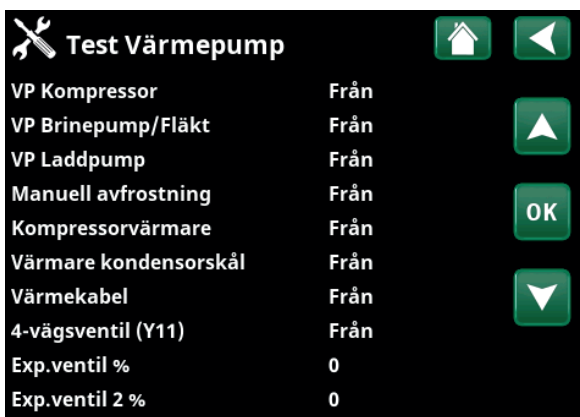 Test Värmepump
VP Kompressor Från
VP Brinepump/Fläkt Från
VP Laddpump Från
Manuell avfrostning Från
OK
Kompressorvärmare Från
Värmare kondensorskål Från
Värmekabel Från
4-vägsventil (Y11) Från
Exp.ventil % 0
Exp.ventil 2 % 0